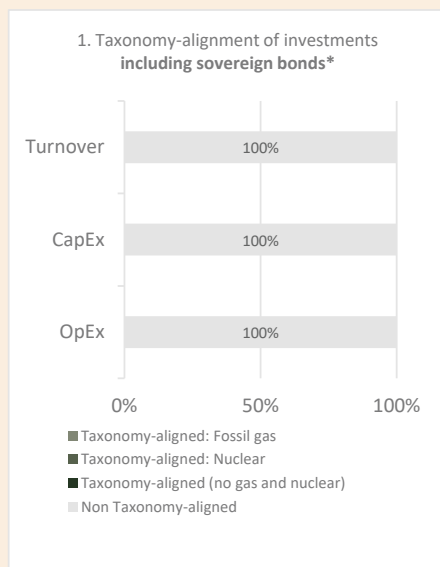 1. Taxonomy-alignment of investments
including sovereign bonds*
Turnover
100%
CapEx
100%
OpEx
100%
0%
50%
100%
Taxonomy-aligned: Fossil gas
Taxonomy-aligned: Nuclear
Taxonomy-aligned (no gas and nuclear)
Non Taxonomy-aligned